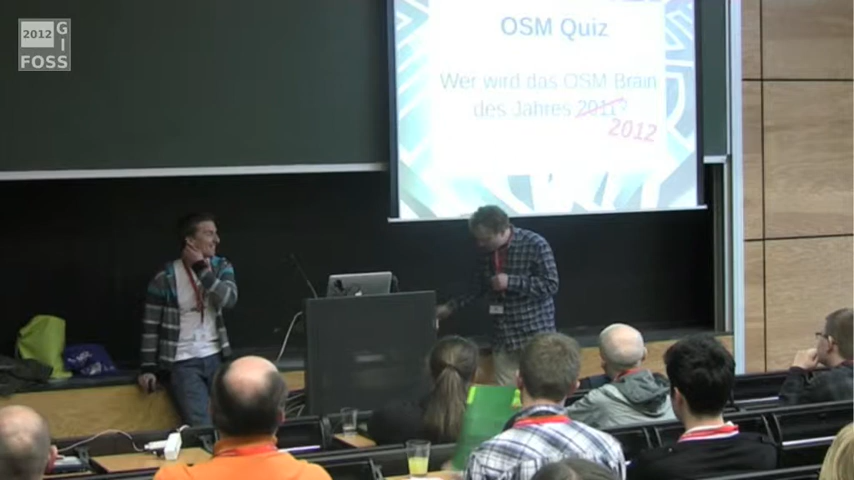 2012
GI
FOSS
OSM Quiz
Wer wird das OSM Brain
des Jahres 2011?
2012